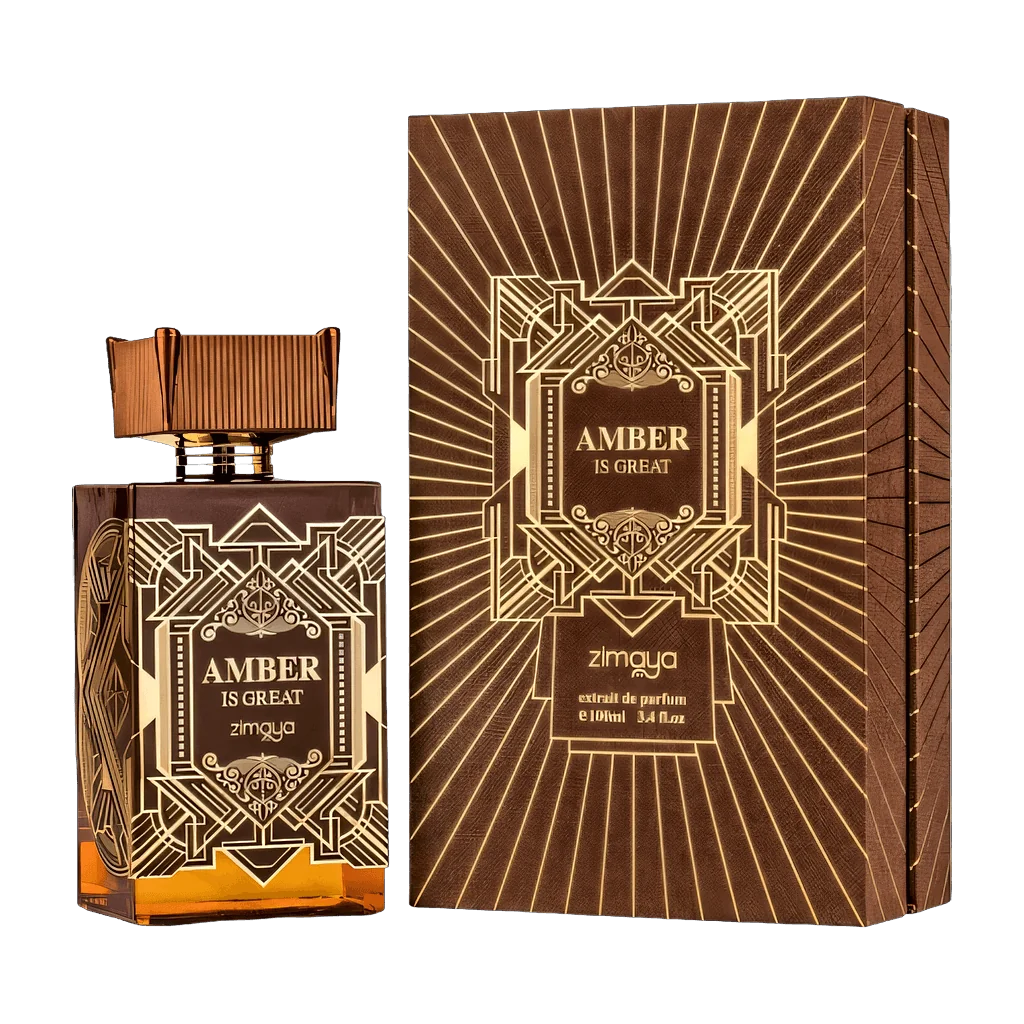 AMBER
IS GREAT
zimaya
AMBER
IS GREAT
zimaya
extrait de parfum
e 100ml 3.4 fl.oz